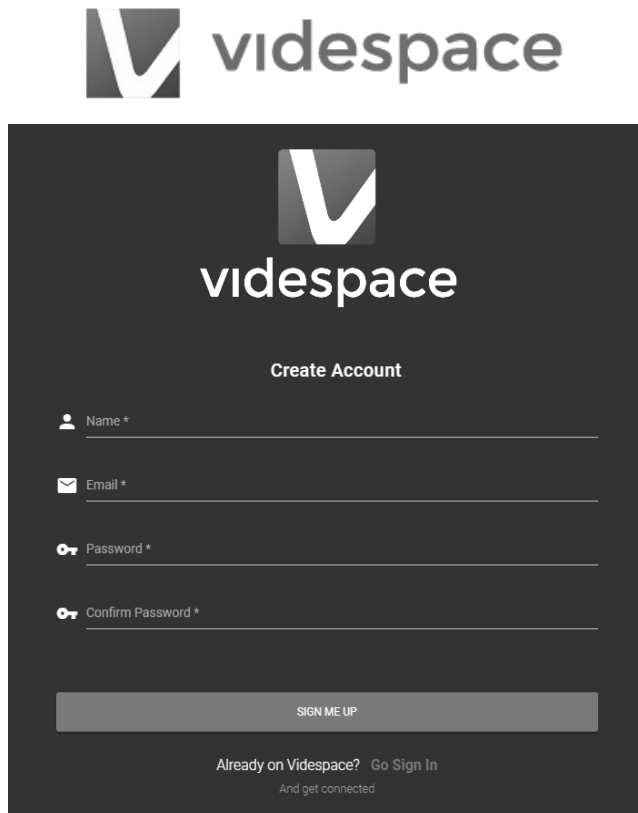 videspace
videspace
Create Account
Name *
Email *
Password *
Confirm Password *
SIGN ME UP
Already on Videspace? Go Sign In
And get connected